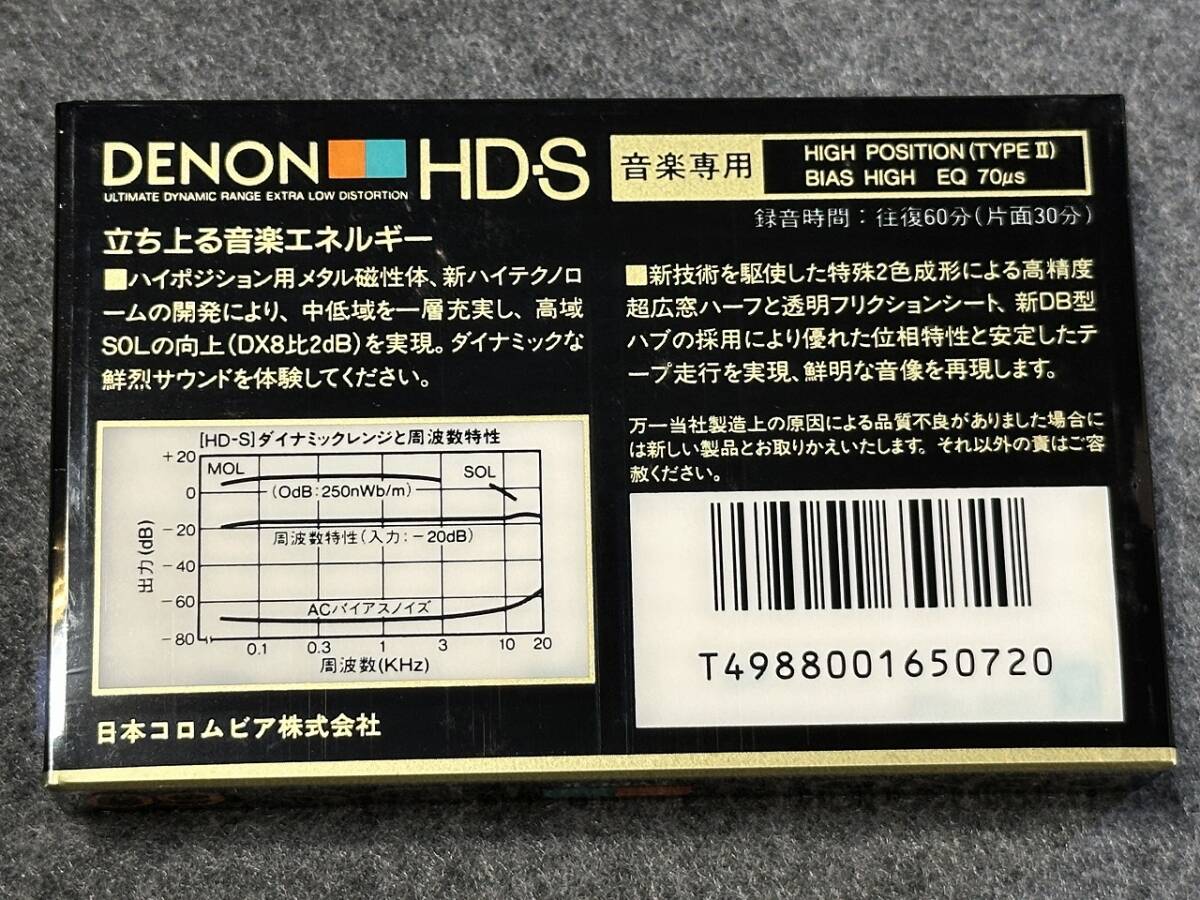 DENON HD-S
ULTIMATE DYNAMIC RANGE EXTRA LOW DISTORTION
音楽専用
HIGH POSITION (TYPE II)
BIAS HIGH EQ 70μs
録音時間：往復60分(片面30分)
立ち上る音楽エネルギー
■ハイポジション用メタル磁性体、新ハイテクノロ
ームの開発により、中低域を一層充実し、高域
SOLの向上(DX8比2dB)を実現。ダイナミックな
鮮烈サウンドを体験してください。
■新技術を駆使した特殊2色成形による高精度
超広窓ハーフと透明フリクションシート、新DB型
ハブの採用により優れた位相特性と安定したテ
ープ走行を実現、鮮明な音像を再現します。
万一当社製造上の原因による品質不良がありました場合に
は新しい製品とお取りかえいたします。それ以外の責はご容
赦ください。
[HD-S]ダイナミックレンジと周波数特性
+20
MOL
SOL
0
(0dB:250nWb/m)
-20
周波数特性(入力:-20dB)
出力(dB)
-40
-60
ACバイアスノイズ
-80
0.1 0.3 1 3 10 20
周波数(KHz)
T4988001650720
日本コロムビア株式会社